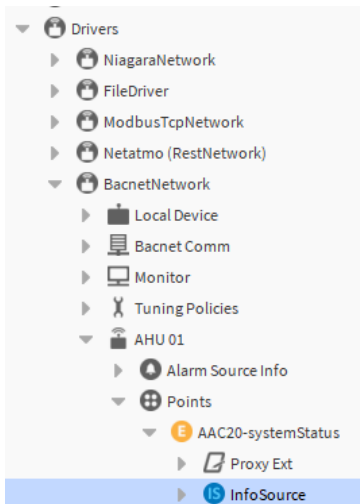 Drivers
NiagaraNetwork
FileDriver
ModbusTcpNetwork
Netatmo (RestNetwork)
BacnetNetwork
Local Device
Bacnet Comm
Monitor
Tuning Policies
AHU 01
Alarm Source Info
Points
E AAC20-systemStatus
Proxy Ext
IS InfoSource